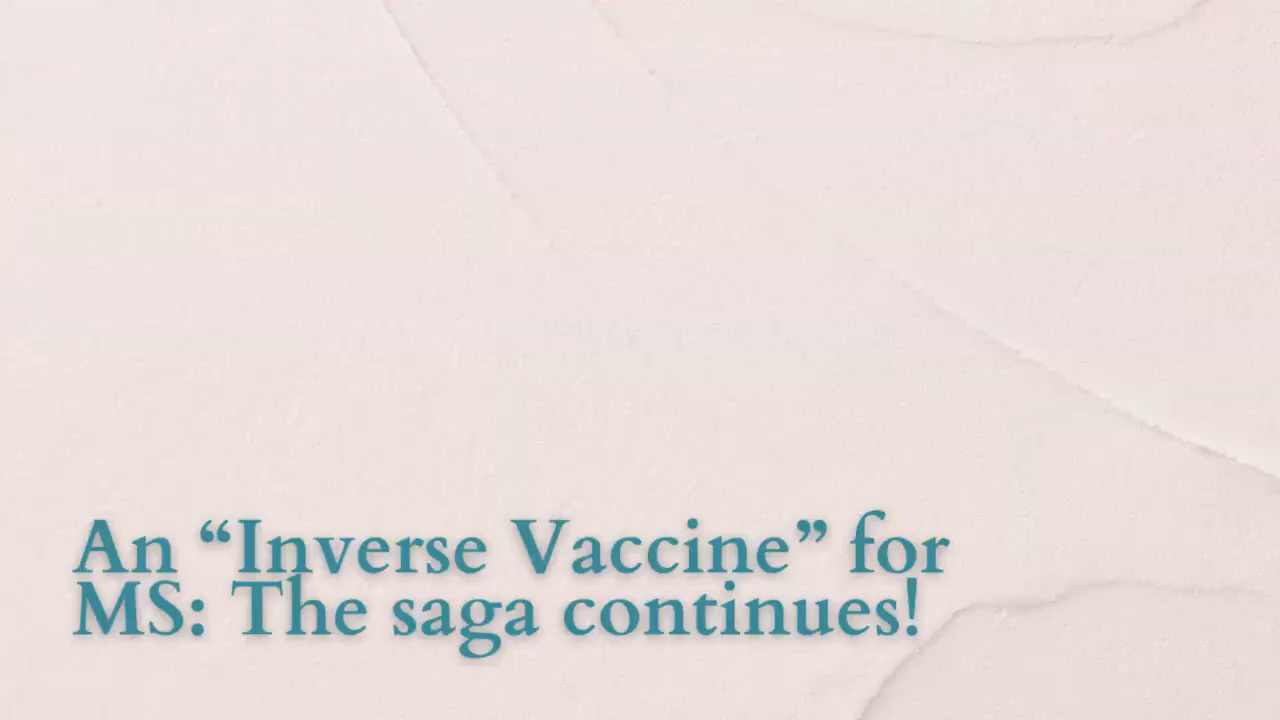 An “Inverse Vaccine” for
MS: The saga continues!